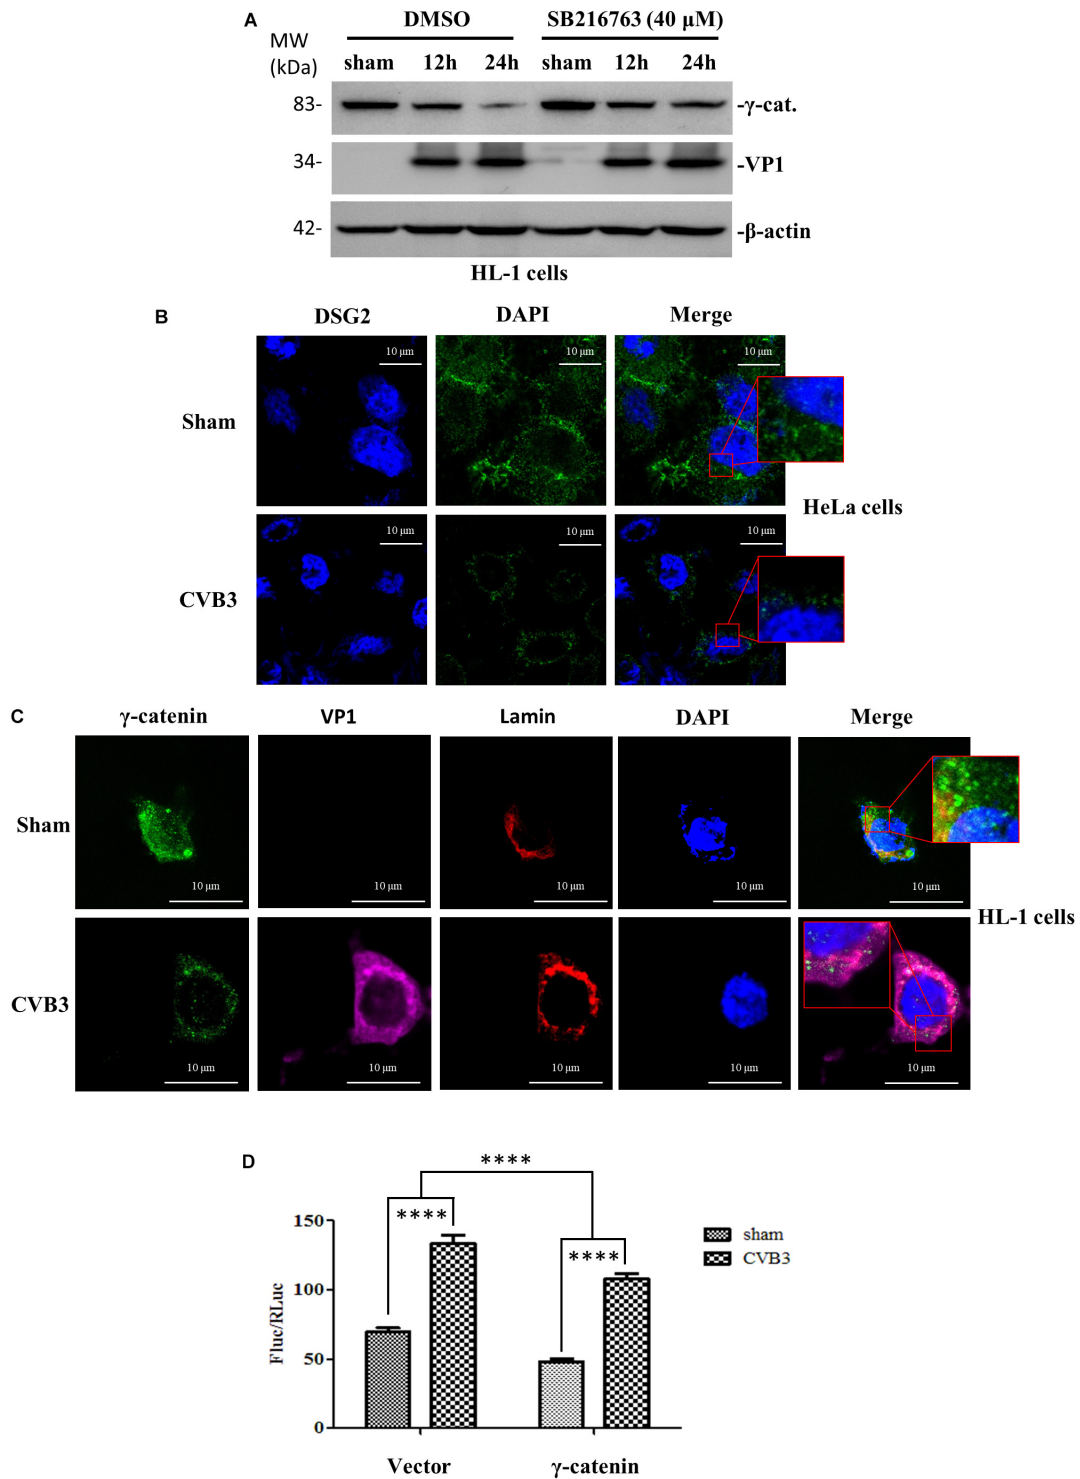 A
DMSO SB216763 (40 μM)
MW
(kDa)
sham 12h 24h sham 12h 24h
83- -γ-cat.
34- -VP1
42- -β-actin
HL-1 cells
B
DSG2 DAPI Merge
10 μm 10 μm 10 μm
Sham
HeLa cells
10 μm 10 μm 10 μm
CVB3
C
γ-catenin VP1 Lamin DAPI Merge
Sham
10 μm 10 μm 10 μm 10 μm 10 μm
HL-1 cells
CVB3
10 μm 10 μm 10 μm 10 μm 10 μm
D
****
**** ****
Fluc/RLuc
150
100
50
0
sham
CVB3
Vector γ-catenin